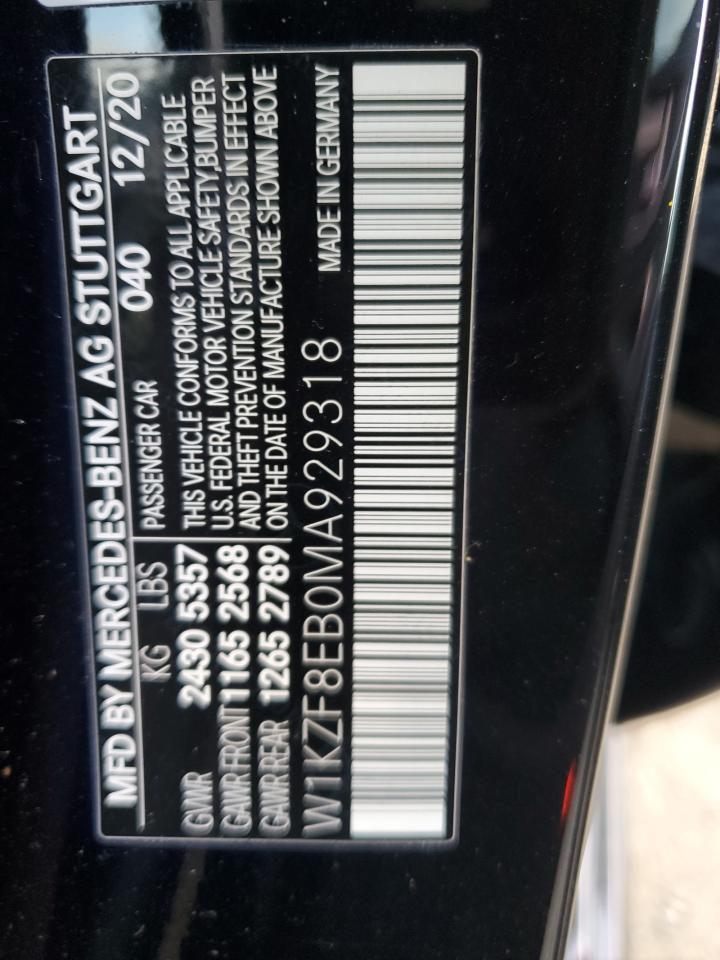 MFD BY MERCEDES-BENZ AG STUTTGART
KG LBS 040 12/20
PASSENGER CAR
GVWR 2430 5357 THIS VEHICLE CONFORMS TO ALL APPLICABLE
GAWR FRONT 1165 2568 U.S. FEDERAL MOTOR VEHICLE SAFETY, BUMPER
GAWR REAR 1265 2789 AND THEFT PREVENTION STANDARDS IN EFFECT
ON THE DATE OF MANUFACTURE SHOWN ABOVE
W1KZF8EB0MA929318 MADE IN GERMANY